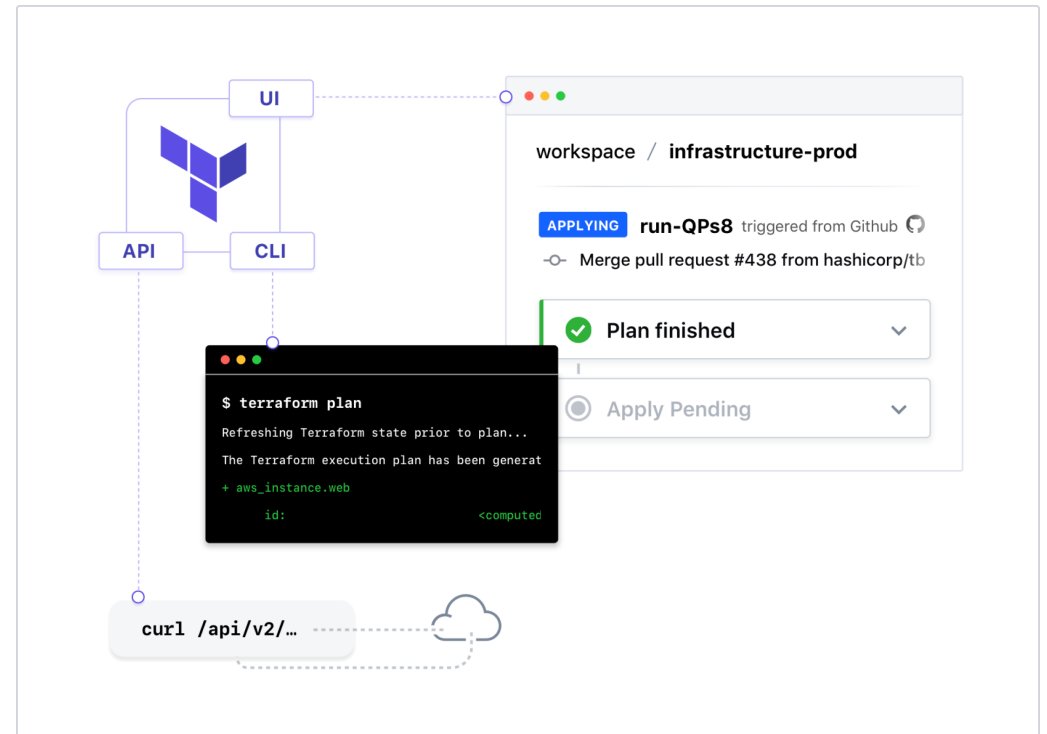 UI
workspace / infrastructure-prod
APPLYING run-QPs8 triggered from Github
API
CLI
Merge pull request #438 from hashicorp/tb
Plan finished
Apply Pending
$ terraform plan
Refreshing Terraform state prior to plan...
The Terraform execution plan has been generat
+ aws_instance.web
id: <computed
curl /api/v2/…